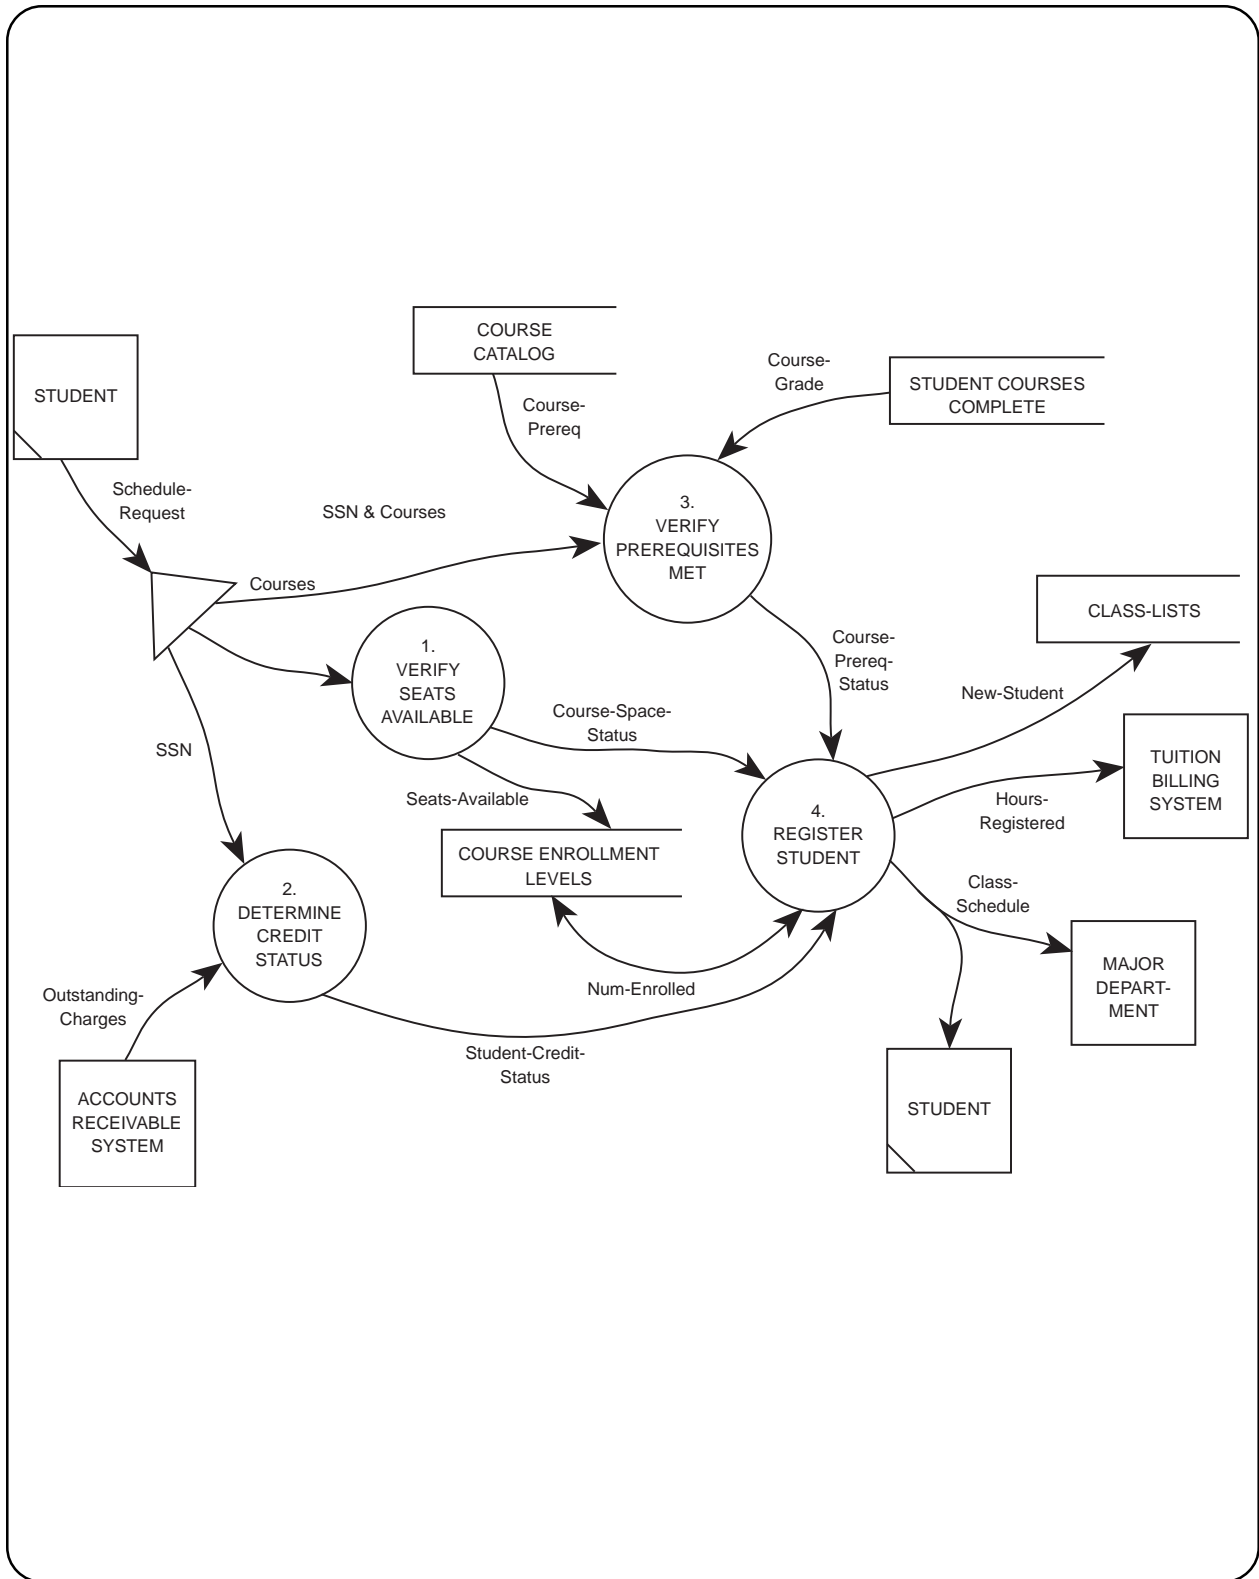 COURSE
CATALOG
Course-
Grade
STUDENT COURSES
COMPLETE
STUDENT
Course-
Prereq
Schedule-
Request
SSN & Courses
3.
VERIFY
PREREQUISITES
MET
Courses
CLASS-LISTS
1.
VERIFY
SEATS
AVAILABLE
Course-
Prereq-
Status
New-Student
Course-Space-
Status
SSN
TUITION
BILLING
SYSTEM
Seats-Available
Hours-
Registered
4.
REGISTER
STUDENT
COURSE ENROLLMENT
LEVELS
2.
DETERMINE
CREDIT
STATUS
Class-
Schedule
MAJOR
DEPART-
MENT
Num-Enrolled
Outstanding-
Charges
Student-Credit-
Status
ACCOUNTS
RECEIVABLE
SYSTEM
STUDENT